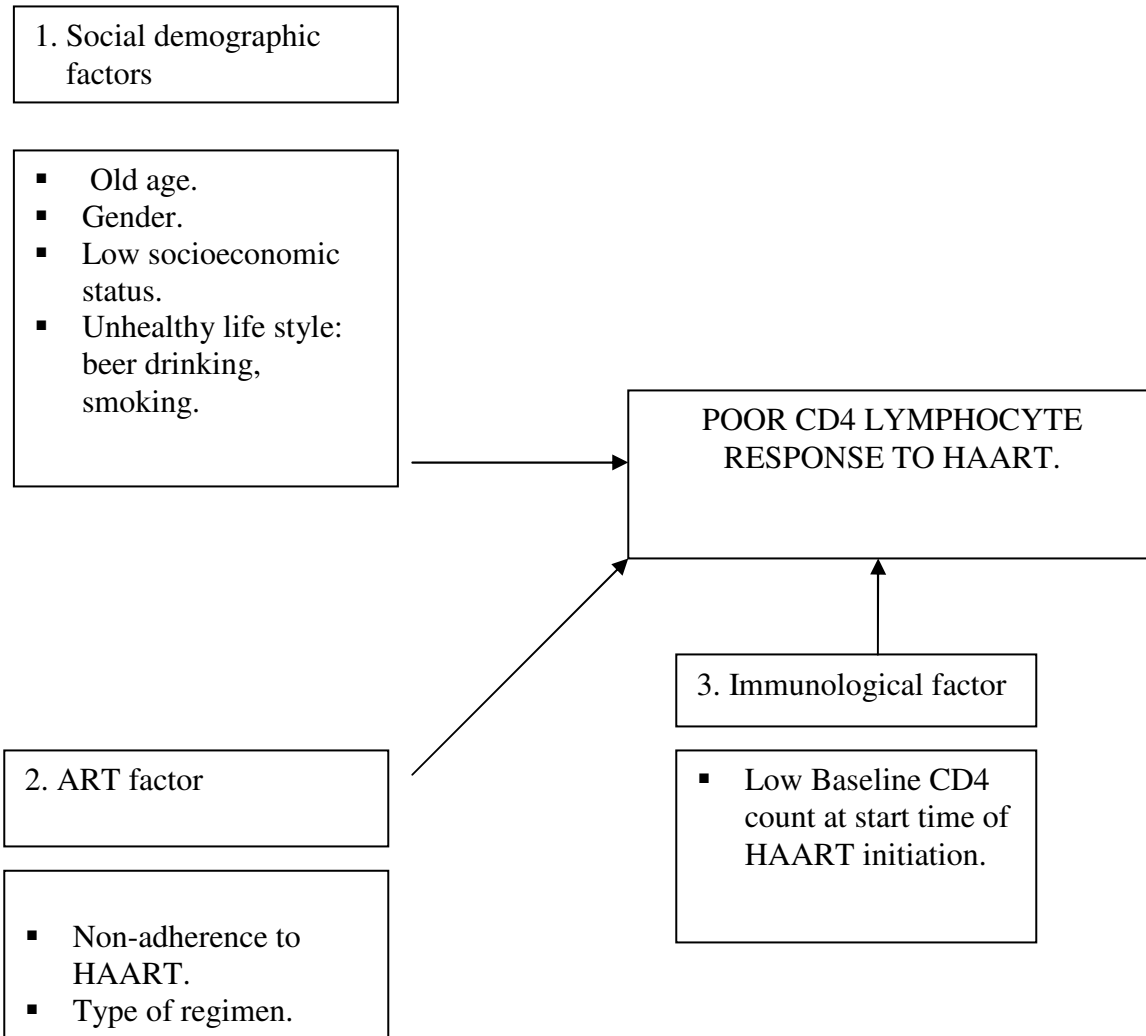 1. Social demographic
factors
▪ Old age.
▪ Gender.
▪ Low socioeconomic
status.
▪ Unhealthy life style:
beer drinking,
smoking.
POOR CD4 LYMPHOCYTE
RESPONSE TO HAART.
2. ART factor
▪ Non-adherence to
HAART.
▪ Type of regimen.
3. Immunological factor
▪ Low Baseline CD4
count at start time of
HAART initiation.